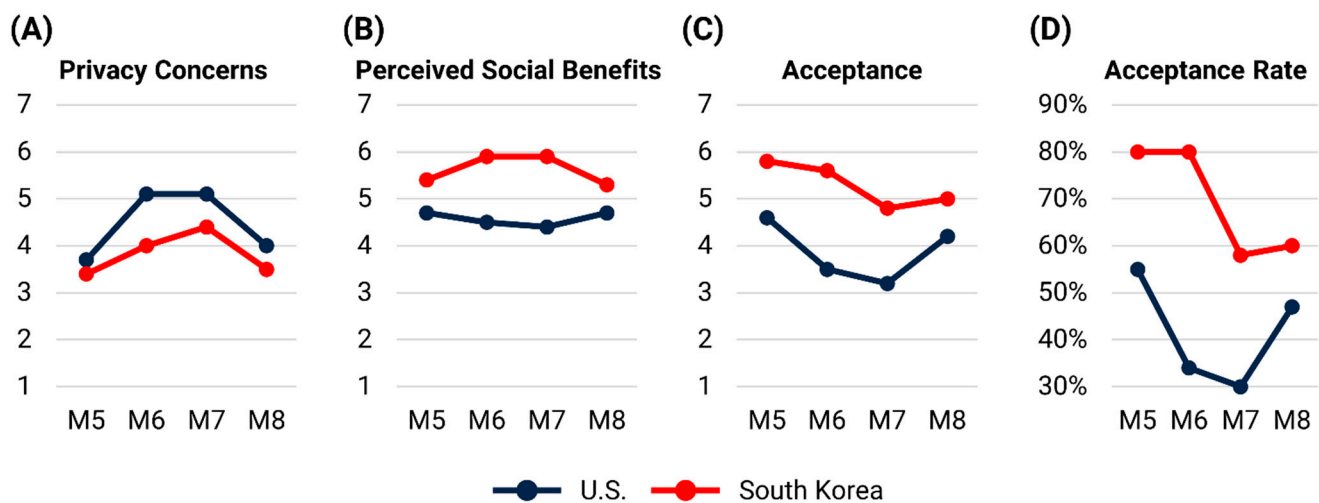 (A)
Privacy Concerns
7
6
5
4
3
2
1
M5 M6 M7 M8
(B)
Perceived Social Benefits
7
6
5
4
3
2
1
M5 M6 M7 M8
(C)
Acceptance
7
6
5
4
3
2
1
M5 M6 M7 M8
(D)
Acceptance Rate
90%
80%
70%
60%
50%
40%
30%
M5 M6 M7 M8
U.S. South Korea